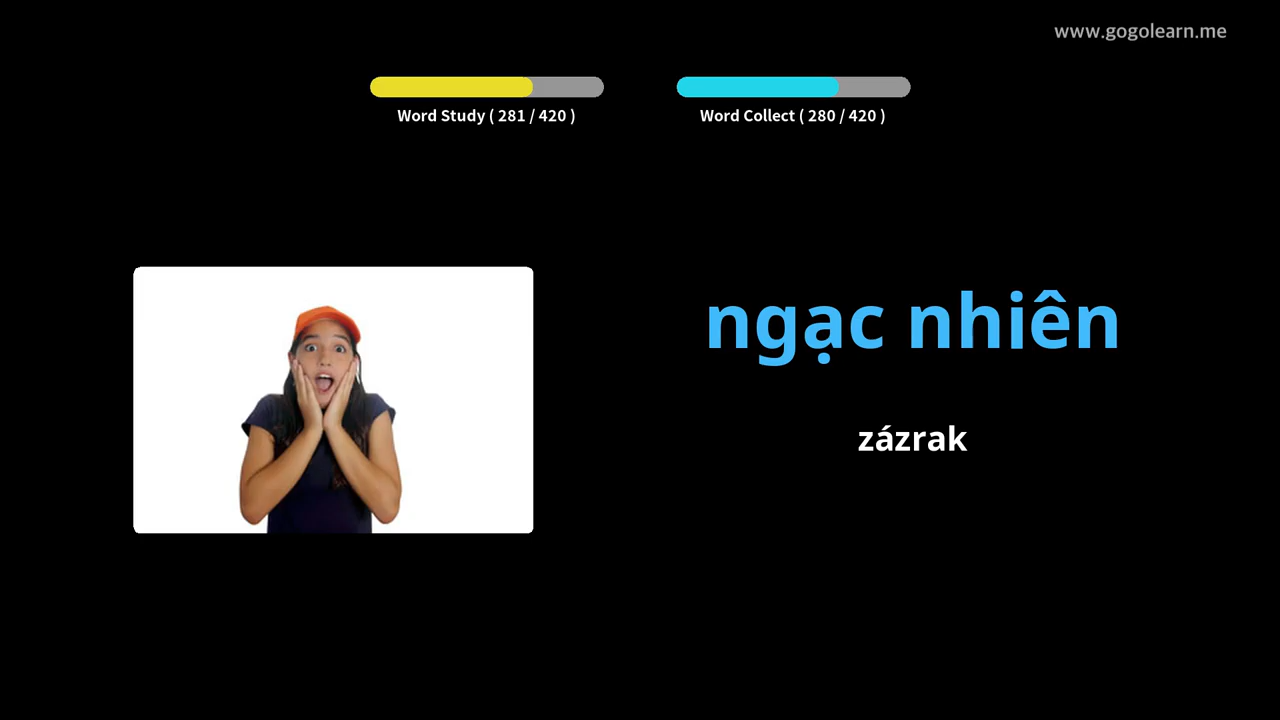 www.gogolearn.me
Word Study ( 281 / 420 )
Word Collect ( 280 / 420 )
ngạc nhiên
zázrak